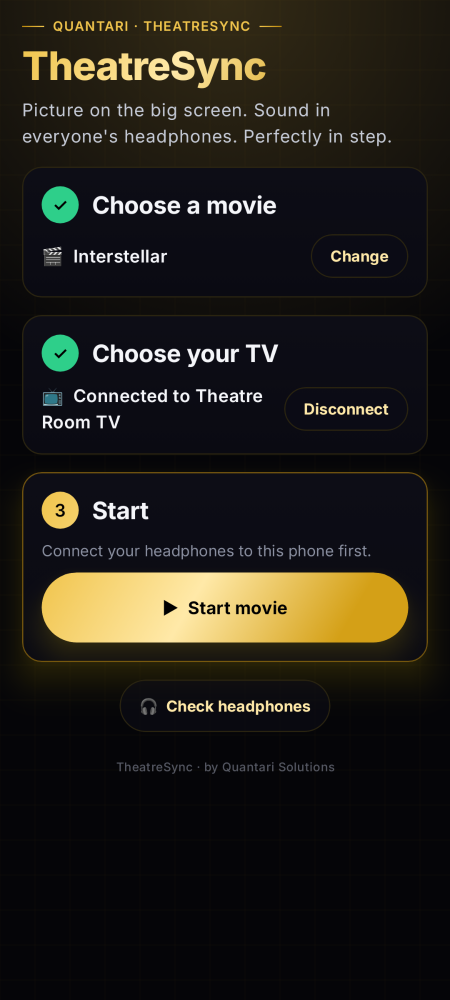 QUANTARI · THEATRESYNC
TheatreSync
Picture on the big screen. Sound in
everyone's headphones. Perfectly in step.
Choose a movie
Interstellar
Change
Choose your TV
Connected to Theatre
Room TV
Disconnect
3 Start
Connect your headphones to this phone first.
Start movie
Check headphones
TheatreSync · by Quantari Solutions